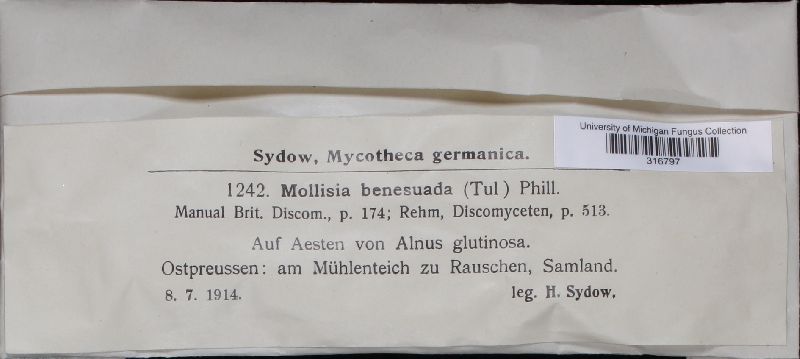 University of Michigan Fungus Collection
316797
Sydow, Mycotheca germanica.
1242. Mollisia benesuada (Tul) Phill.
Manual Brit. Discom., p. 174; Rehm, Discomyceten, p. 513.
Auf Aesten von Alnus glutinosa.
Ostpreussen: am Mühlenteich zu Rauschen, Samland.
8. 7. 1914. leg. H. Sydow.